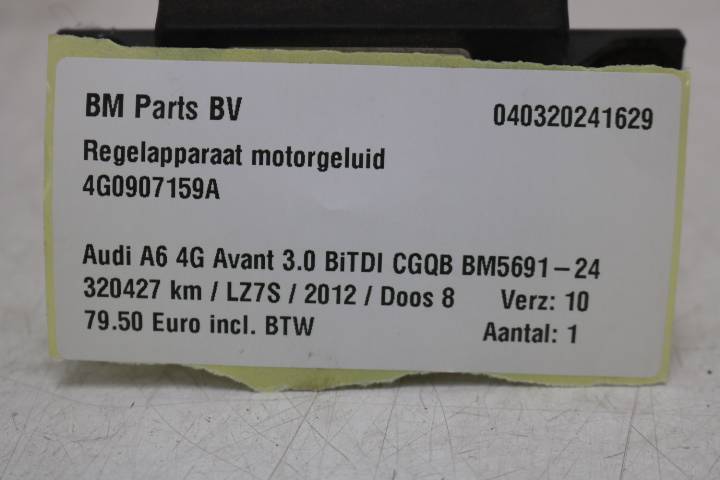 BM Parts BV 040320241629
Regelapparaat motorgeluid
4G0907159A
Audi A6 4G Avant 3.0 BiTDI CGQB BM5691-24
320427 km / LZ7S / 2012 / Doos 8 Verz: 10
79.50 Euro incl. BTW Aantal: 1